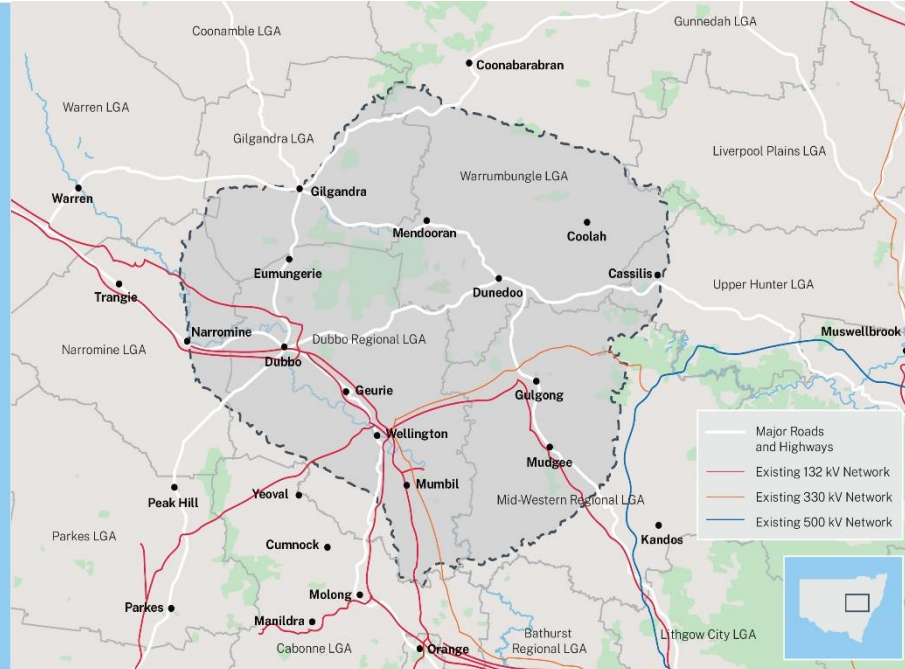 Gunnedah LGA
Coonamble LGA
Coonabarabran
Warren LGA
Gilgandra LGA
Liverpool Plains LGA
Warrumbungle LGA
Warren
Gilgandra
Mendooran
Coolah
Eumungerie
Cassilis
Trangie
Dunedoo
Upper Hunter LGA
Narromine
Muswellbrook
Dubbo Regional LGA
Narromine LGA
Dubbo
Geurie
Gulgong
Wellington
Major Roads
and Highways
Mudgee
Existing 132 kV Network
Mumbil
Yeoval
Mid-Western Regional LGA
Existing 330 kV Network
Peak Hill
Existing 500 kV Network
Parkes LGA
Kandos
Cumnock
Molong
Parkes
Manildra
Bathurst
Regional LGA
Lithgow City LGA
Cabonne LGA
Orange